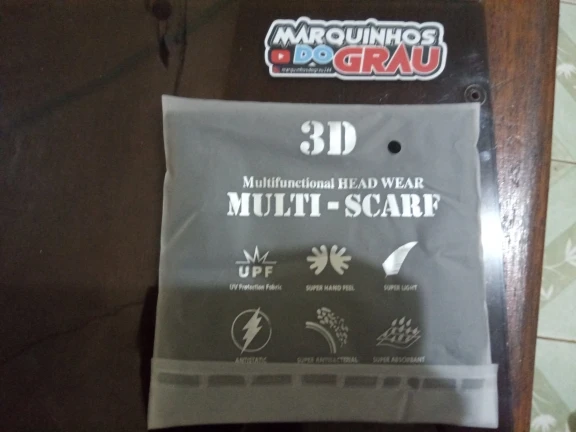 MARQUINHOS
DO GRAU
3D
Multifunctional HEAD WEAR
MULTI - SCARF
UPF
UV Protection Fabric
SUPER HAND FEEL
SUPER LIGHT
ANTISTATIC
SUPER ANTIBACTERIAL
SUPER ABSORBANT